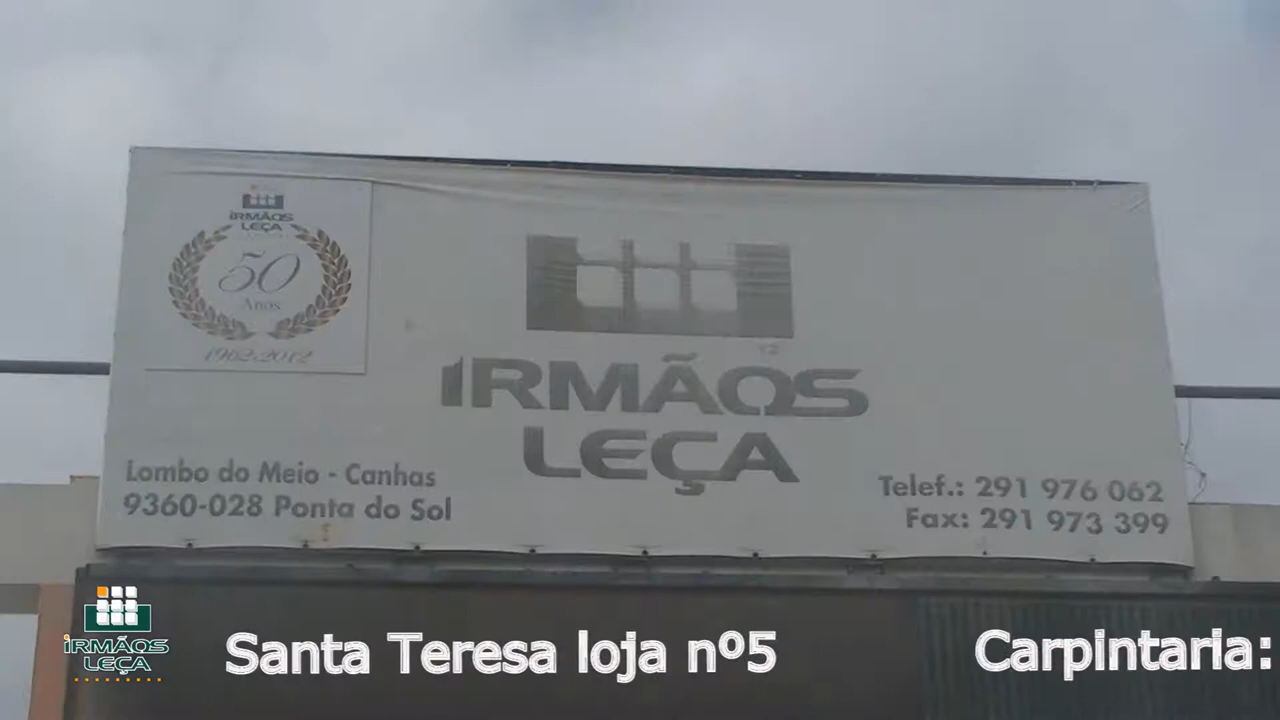 IRMÃOS
LEÇA
50
Anos
1962-2012
IRMÃOS
LEÇA
Lombo do Meio - Canhas
9360-028 Ponta do Sol
Telef.: 291 976 062
Fax: 291 973 399
IRMÃOS
LEÇA
Santa Teresa loja nº5
Carpintaria: